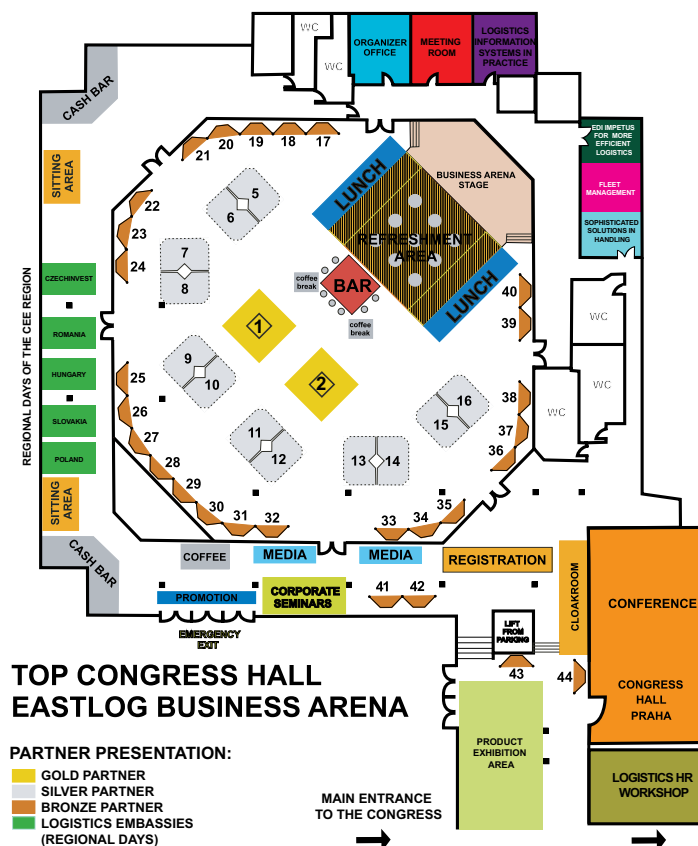 WC
WC
ORGANIZER
OFFICE
MEETING
ROOM
LOGISTICS
INFORMATION
SYSTEMS IN
PRACTICE
CASH BAR
EDI IMPETUS
FOR MORE
EFFICIENT
LOGISTICS
FLEET
MANAGEMENT
SOPHISTICATED
SOLUTIONS IN
HANDLING
SITTING
AREA
21
20
19
18
17
BUSINESS ARENA
STAGE
LUNCH
REFRESHMENT
AREA
LUNCH
22
23
24
5
6
7
8
coffee
break
BAR
coffee
break
40
39
REGIONAL DAYS OF THE CEE REGION
CZECHINVEST
ROMANIA
HUNGARY
SLOVAKIA
POLAND
SITTING
AREA
CASH BAR
1
2
9
10
11
12
13
14
15
16
WC
WC
WC
38
37
36
25
26
27
28
29
30
31
32
33
34
35
COFFEE
MEDIA
MEDIA
REGISTRATION
CLOAKROOM
CONFERENCE
CONGRESS
HALL
PRAHA
PROMOTION
CORPORATE
SEMINARS
41
42
EMERGENCY
EXIT
LIFT
FROM
PARKING
43
44
TOP CONGRESS HALL
EASTLOG BUSINESS ARENA
PRODUCT
EXHIBITION
AREA
LOGISTICS HR
WORKSHOP
PARTNER PRESENTATION:
GOLD PARTNER
SILVER PARTNER
BRONZE PARTNER
LOGISTICS EMBASSIES
(REGIONAL DAYS)
MAIN ENTRANCE
TO THE CONGRESS